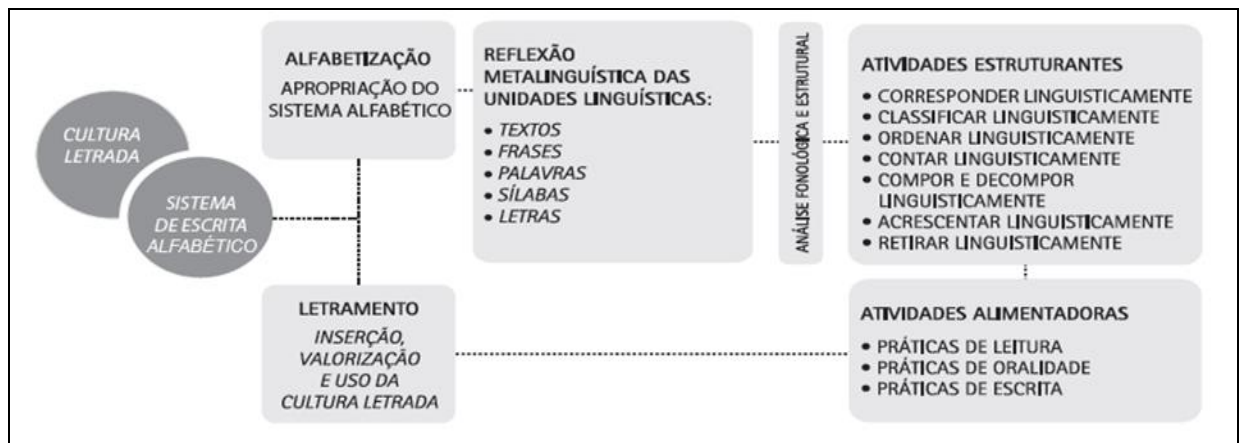 CULTURA
LETRADA
SISTEMA
DE ESCRITA
ALFABÉTICO
ALFABETIZAÇÃO
APROPRIAÇÃO DO
SISTEMA ALFABÉTICO
LETRAMENTO
INSERÇÃO,
VALORIZAÇÃO
E USO DA
CULTURA LETRADA
REFLEXÃO
METALINGUÍSTICA DAS
UNIDADES LINGUÍSTICAS:
• TEXTOS
• FRASES
• PALAVRAS
• SÍLABAS
• LETRAS
ANÁLISE FONOLÓGICA E ESTRUTURAL
ATIVIDADES ESTRUTURANTES
• CORRESPONDER LINGUISTICAMENTE
• CLASSIFICAR LINGUISTICAMENTE
• ORDENAR LINGUISTICAMENTE
• CONTAR LINGUISTICAMENTE
• COMPOR E DECOMPOR
LINGUISTICAMENTE
• ACRESCENTAR LINGUISTICAMENTE
• RETIRAR LINGUISTICAMENTE
ATIVIDADES ALIMENTADORAS
• PRÁTICAS DE LEITURA
• PRÁTICAS DE ORALIDADE
• PRÁTICAS DE ESCRITA